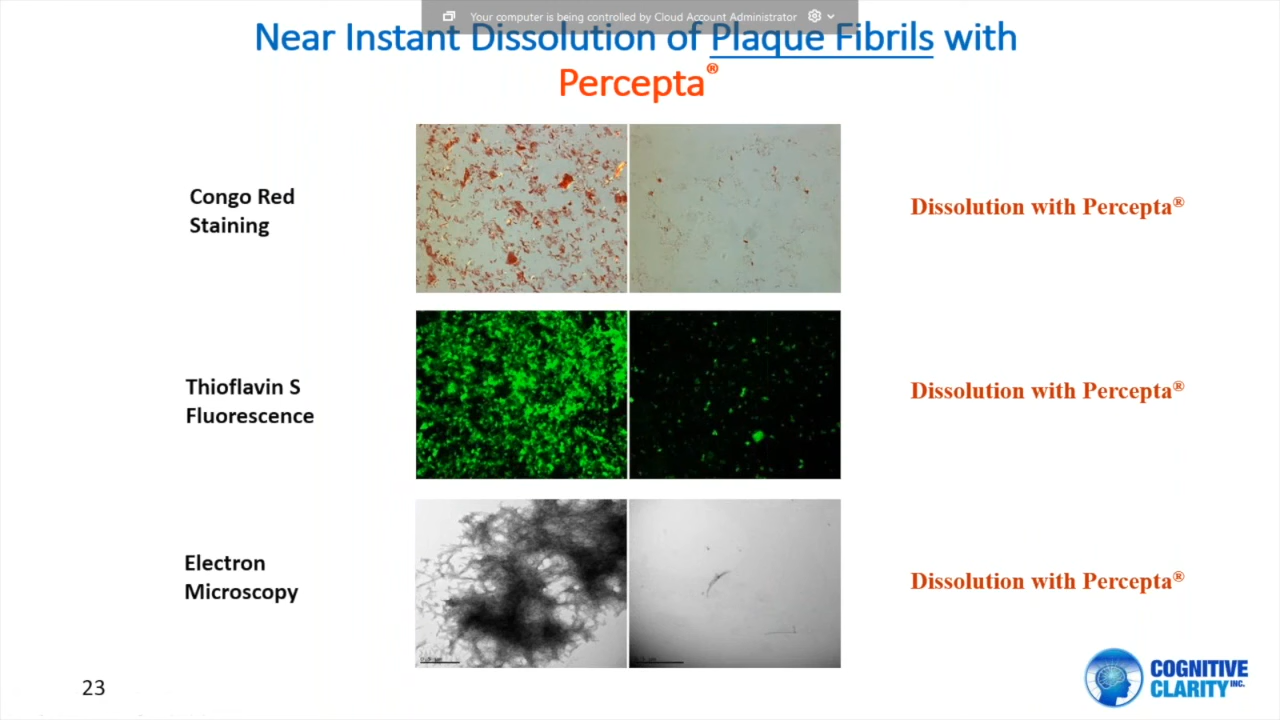 Your computer is being controlled by Cloud Account Administrator
Near Instant Dissolution of Plaque Fibrils with
Percepta®
Congo Red
Staining
Dissolution with Percepta®
Thioflavin S
Fluorescence
Dissolution with Percepta®
Electron
Microscopy
Dissolution with Percepta®
23
COGNITIVE
CLARITY INC.